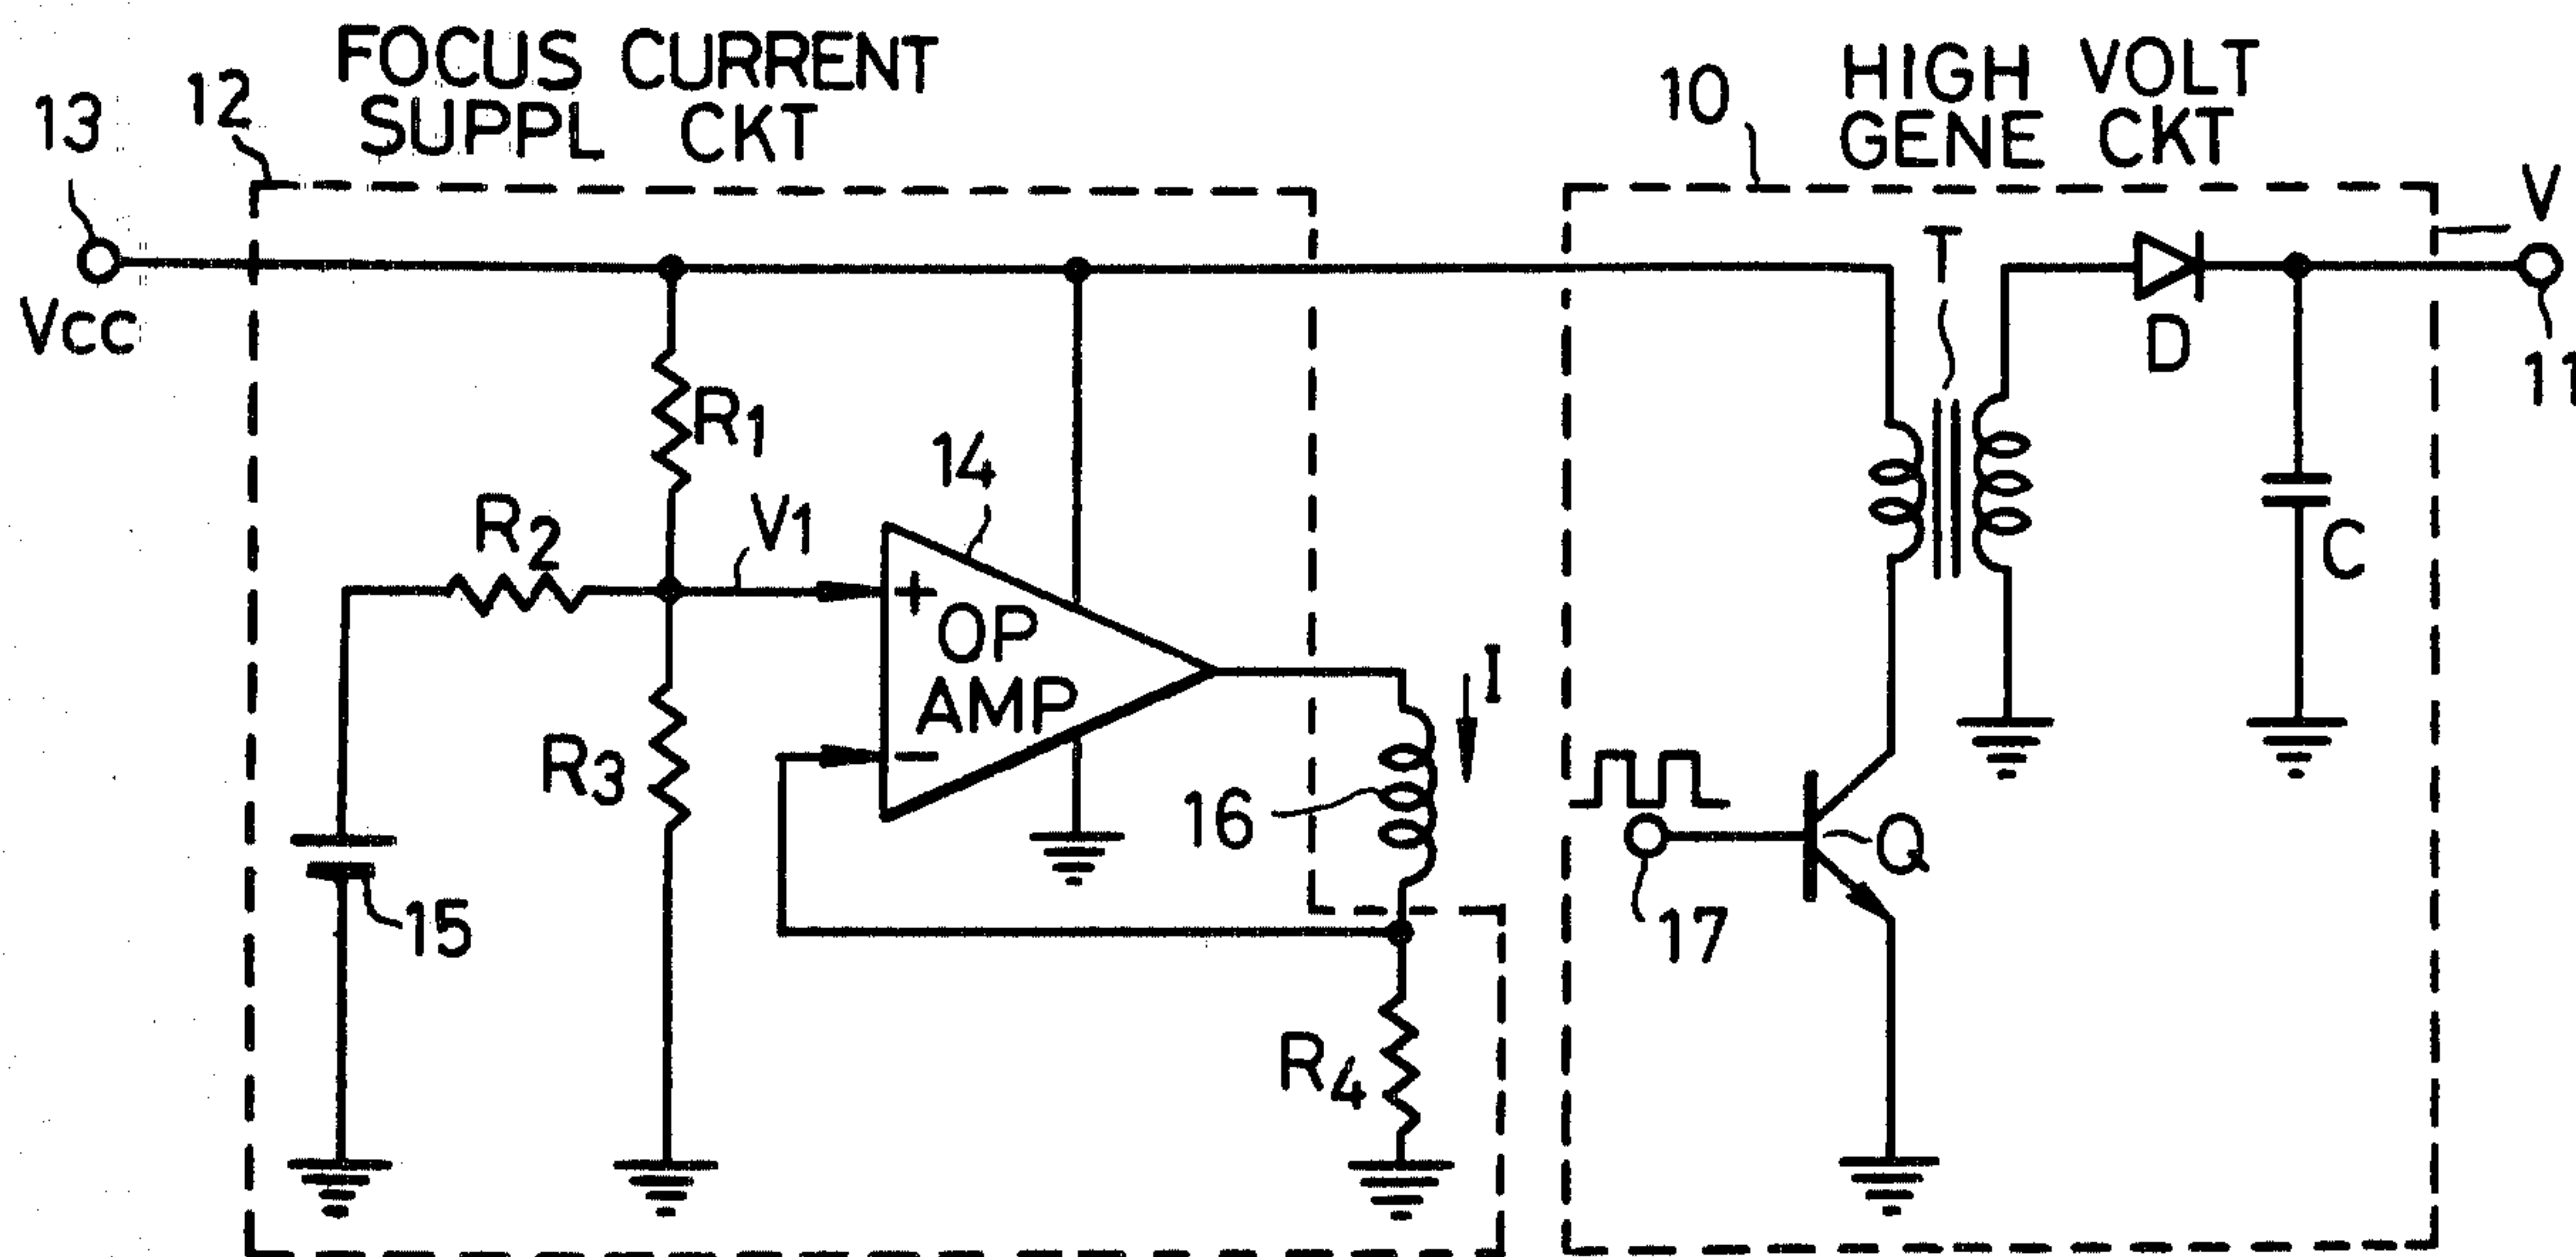 FOCUS CURRENT
SUPPL CKT
12
13
Vcc
HIGH VOLT
GENE CKT
10
V
11
T
D
C
R1
R2
V1
14
+
OP
AMP
−
R3
15
16
I
R4
17
Q